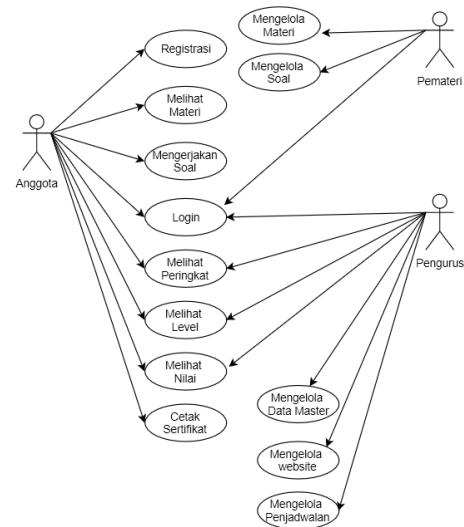 Mengelola
Materi
Registrasi
Mengelola
Soal
Pemateri
Melihat
Materi
Mengerjakan
Soal
Anggota
Login
Melihat
Peringkat
Pengurus
Melihat
Level
Melihat
Nilai
Mengelola
Data Master
Cetak
Sertifikat
Mengelola
website
Mengelola
Penjadwalan